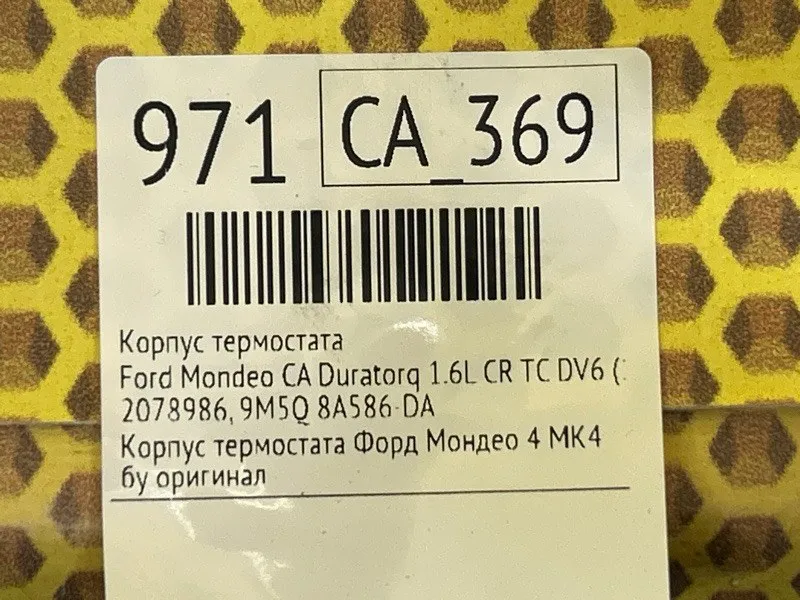 971 CA_369
Корпус термостата
Ford Mondeo CA Duratorq 1.6L CR TC DV6 (
2078986, 9M5Q 8A586-DA
Корпус термостата Форд Мондео 4 МК4
бу оригинал